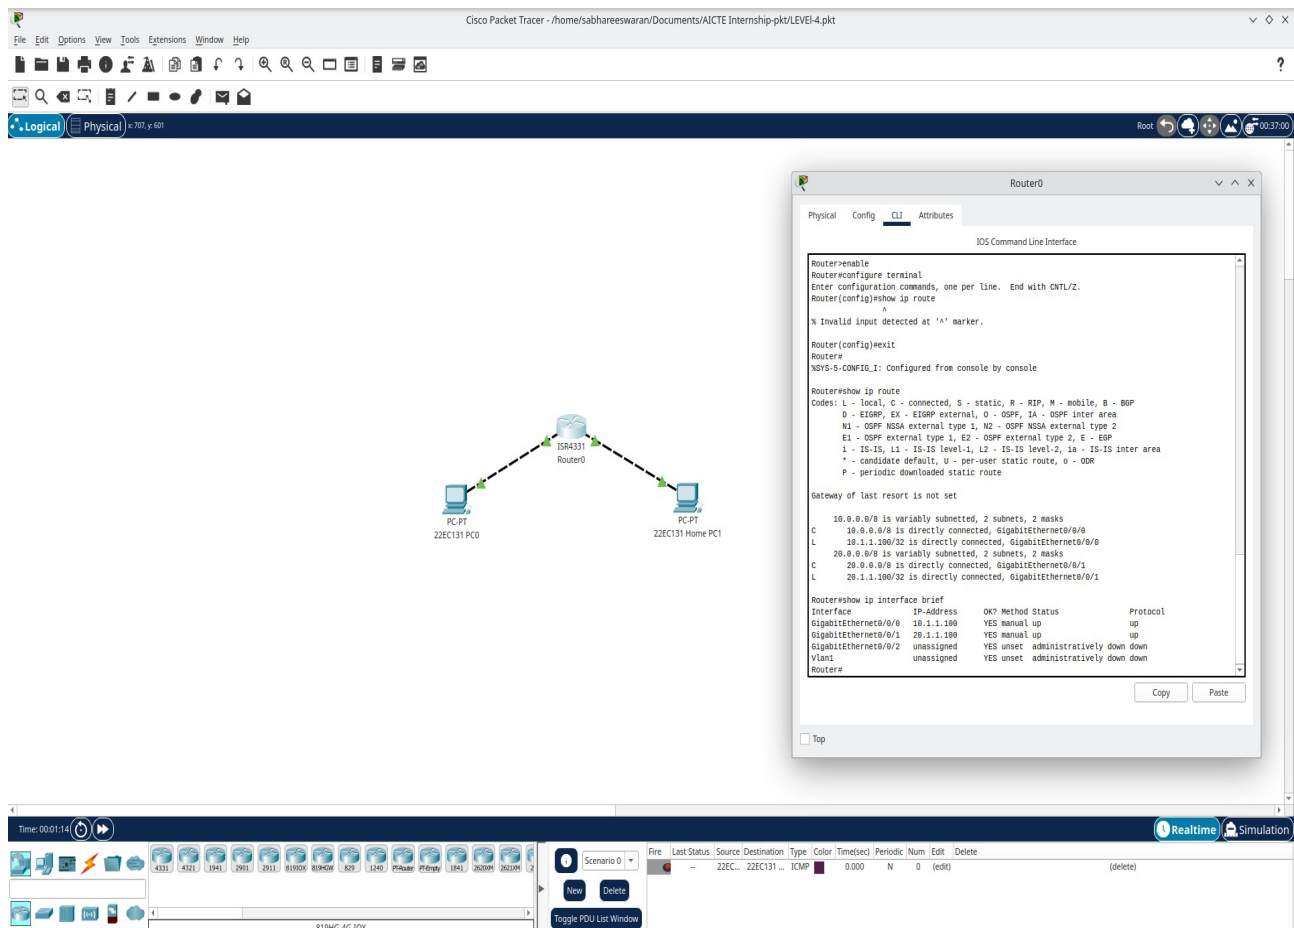 Cisco Packet Tracer - /home/sabhareeswaran/Documents/AICTE Internship-pkt/LEVEl-4.pkt
File Edit Options View Tools Extensions Window Help
?
Logical Physical x: 707, y: 601 Root 00:37:00
Router0
Physical Config CLI Attributes
IOS Command Line Interface
Router>enable
Router#configure terminal
Enter configuration commands, one per line. End with CNTL/Z.
Router(config)#show ip route
^
% Invalid input detected at '^' marker.
Router(config)#exit
Router#
%SYS-5-CONFIG_I: Configured from console by console
Router#show ip route
Codes: L - local, C - connected, S - static, R - RIP, M - mobile, B - BGP
D - EIGRP, EX - EIGRP external, O - OSPF, IA - OSPF inter area
N1 - OSPF NSSA external type 1, N2 - OSPF NSSA external type 2
E1 - OSPF external type 1, E2 - OSPF external type 2, E - EGP
i - IS-IS, L1 - IS-IS level-1, L2 - IS-IS level-2, ia - IS-IS inter area
* - candidate default, U - per-user static route, o - ODR
P - periodic downloaded static route
Gateway of last resort is not set
10.0.0.0/8 is variably subnetted, 2 subnets, 2 masks
C 10.0.0.0/8 is directly connected, GigabitEthernet0/0/0
L 10.1.1.100/32 is directly connected, GigabitEthernet0/0/0
20.0.0.0/8 is variably subnetted, 2 subnets, 2 masks
C 20.0.0.0/8 is directly connected, GigabitEthernet0/0/1
L 20.1.1.100/32 is directly connected, GigabitEthernet0/0/1
Router#show ip interface brief
Interface IP-Address OK? Method Status Protocol
GigabitEthernet0/0/0 10.1.1.100 YES manual up up
GigabitEthernet0/0/1 20.1.1.100 YES manual up up
GigabitEthernet0/0/2 unassigned YES unset administratively down down
Vlan1 unassigned YES unset administratively down down
Router#
Copy Paste
Top
ISR4331
Router0
PC-PT
22EC131 PC0
PC-PT
22EC131 Home PC1
Time: 00:01:14 Realtime Simulation
4331 4321 1941 2901 2911 819IOX 819HGW 829 1240 PT-Router PT-Empty 1841 2620XM 2621XM 2
819HG-4G-IOX
Scenario 0
New Delete
Toggle PDU List Window
Fire Last Status Source Destination Type Color Time(sec) Periodic Num Edit Delete
-- 22EC... 22EC131 ... ICMP 0.000 N 0 (edit) (delete)